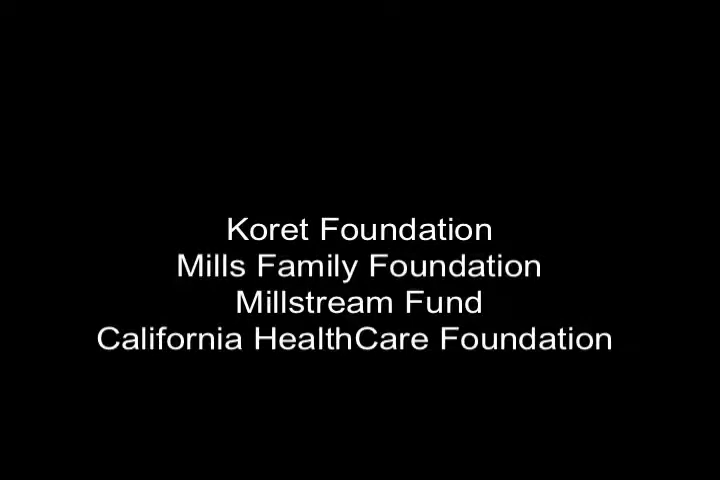 Koret Foundation
Mills Family Foundation
Millstream Fund
California HealthCare Foundation